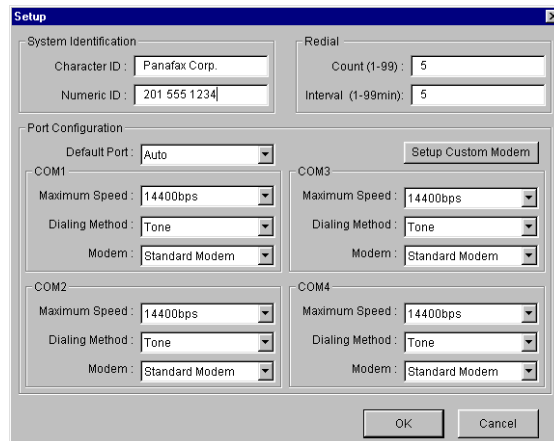 Setup
System Identification
Character ID : Panafax Corp.
Numeric ID : 201 555 1234
Redial
Count (1-99) : 5
Interval (1-99min): 5
Port Configuration
Default Port : Auto
Setup Custom Modem
COM1
Maximum Speed : 14400bps
Dialing Method : Tone
Modem : Standard Modem
COM3
Maximum Speed : 14400bps
Dialing Method : Tone
Modem : Standard Modem
COM2
Maximum Speed : 14400bps
Dialing Method : Tone
Modem : Standard Modem
COM4
Maximum Speed : 14400bps
Dialing Method : Tone
Modem : Standard Modem
OK
Cancel